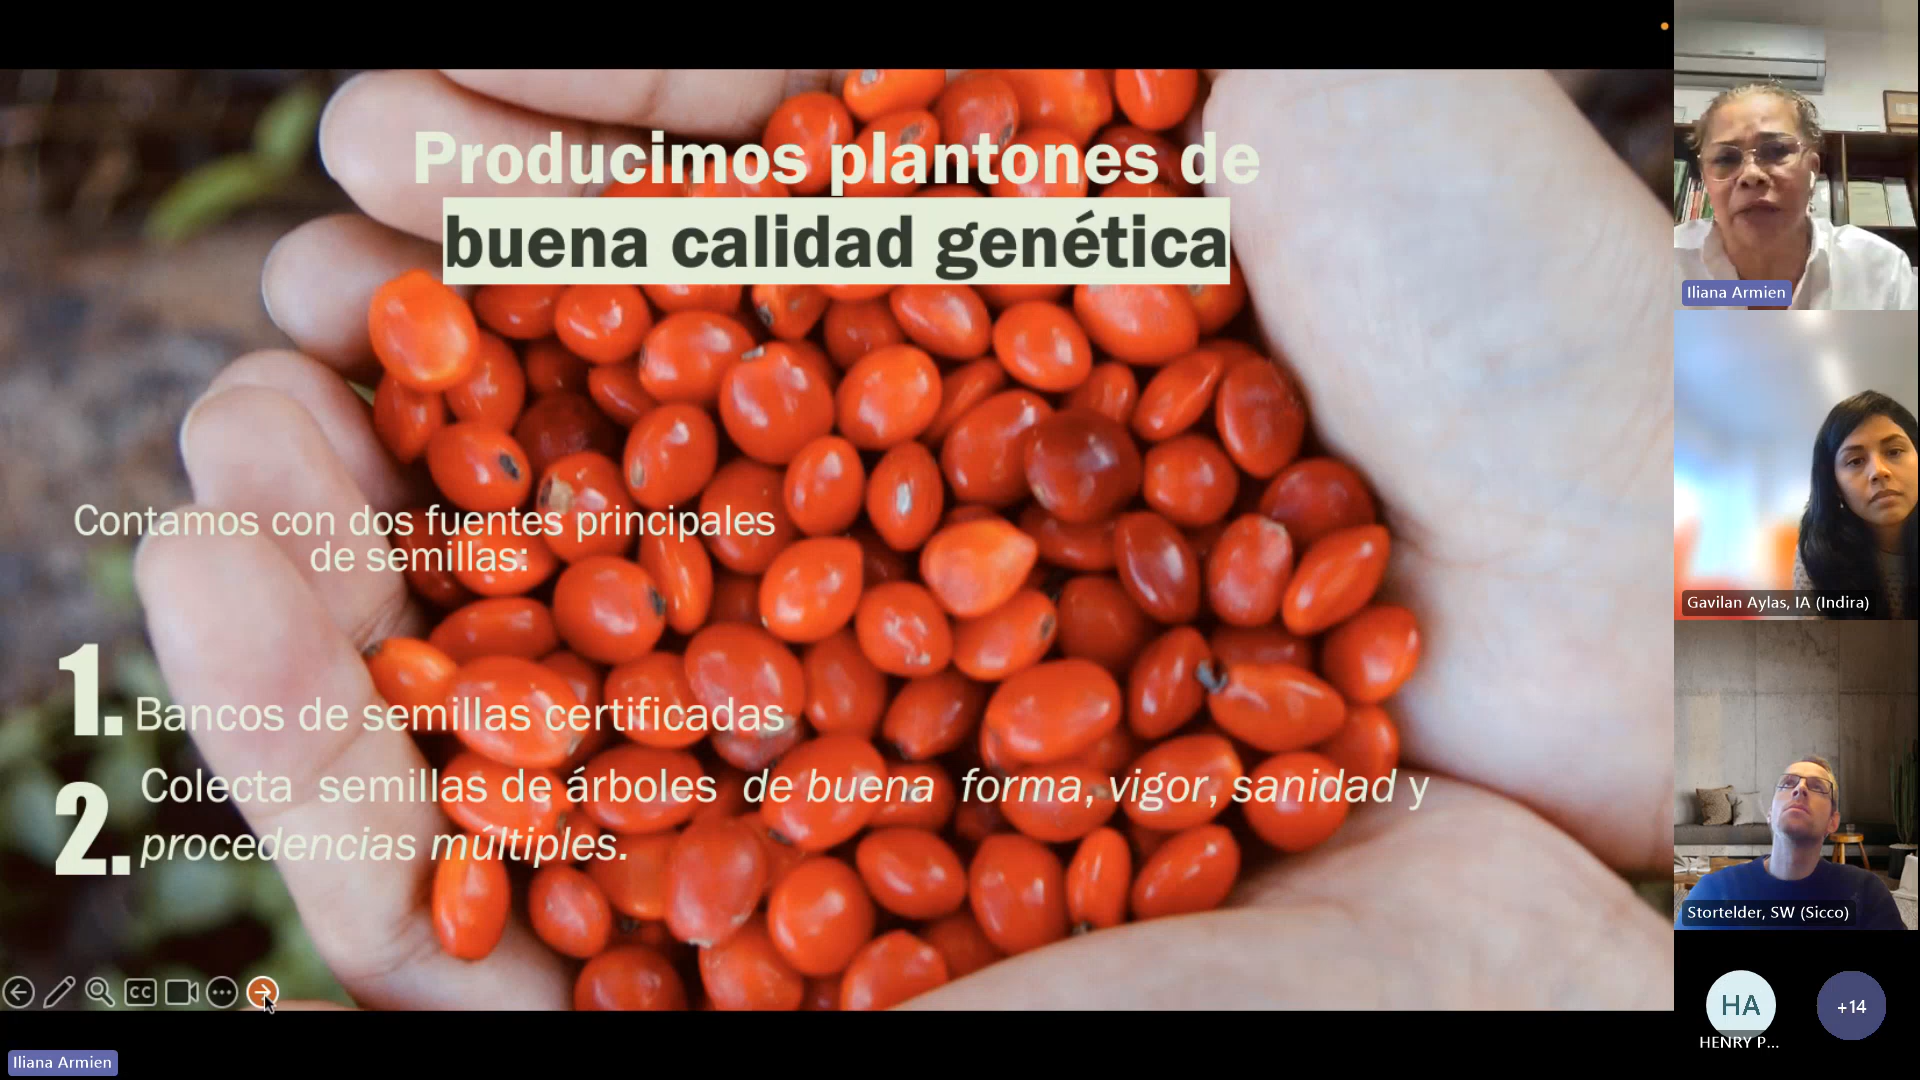 Producimos plantones de
buena calidad genética
Contamos con dos fuentes principales
de semillas:
1. Bancos de semillas certificadas
2. Colecta semillas de árboles de buena forma, vigor, sanidad y
procedencias múltiples.
CC
Iliana Armien
Iliana Armien
Gavilan Aylas, IA (Indira)
Stortelder, SW (Sicco)
HA
HENRY P...
+14